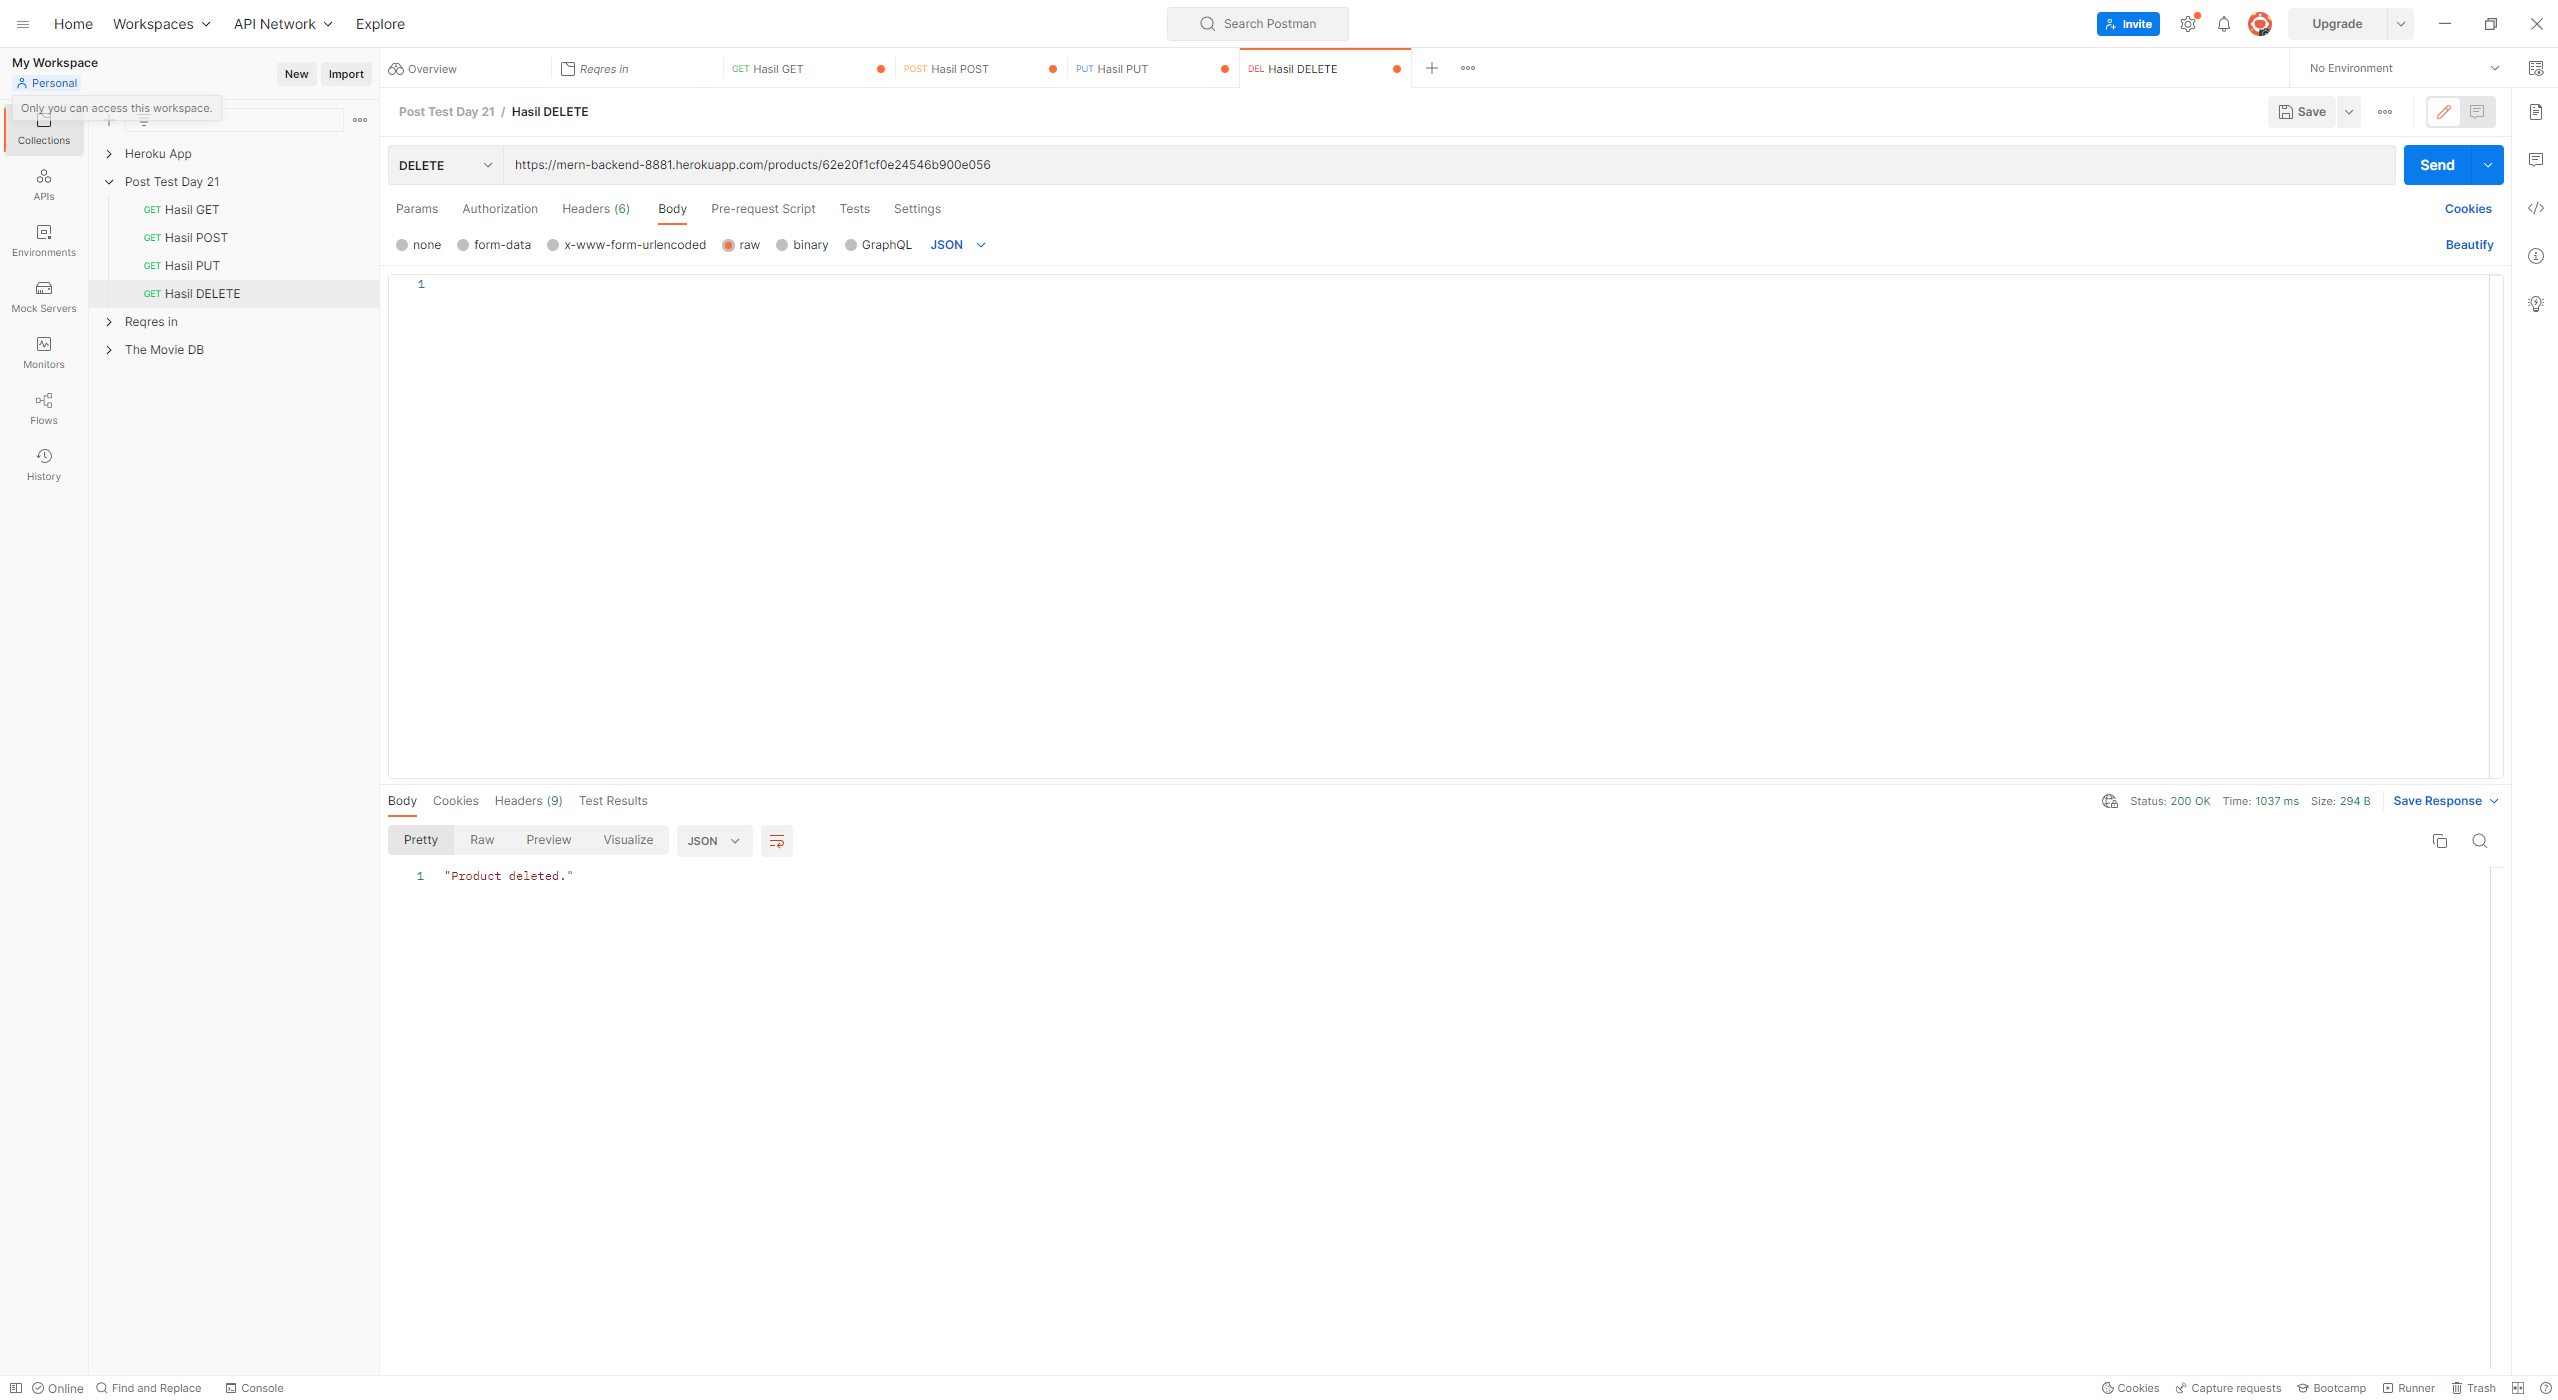 Home Workspaces API Network Explore Search Postman Invite Upgrade
My Workspace
Personal
New Import
Only you can access this workspace.
Overview Reqres in GET Hasil GET POST Hasil POST PUT Hasil PUT DEL Hasil DELETE No Environment
Collections
APIs
Environments
Mock Servers
Monitors
Flows
History
Heroku App
Post Test Day 21
GET Hasil GET
GET Hasil POST
GET Hasil PUT
GET Hasil DELETE
Reqres in
The Movie DB
Post Test Day 21 / Hasil DELETE Save
DELETE https://mern-backend-8881.herokuapp.com/products/62e20f1cf0e24546b900e056 Send
Params Authorization Headers (6) Body Pre-request Script Tests Settings Cookies
none form-data x-www-form-urlencoded raw binary GraphQL JSON Beautify
1
Body Cookies Headers (9) Test Results Status: 200 OK Time: 1037 ms Size: 294 B Save Response
Pretty Raw Preview Visualize JSON
1 "Product deleted."
Online Find and Replace Console Cookies Capture requests Bootcamp Runner Trash